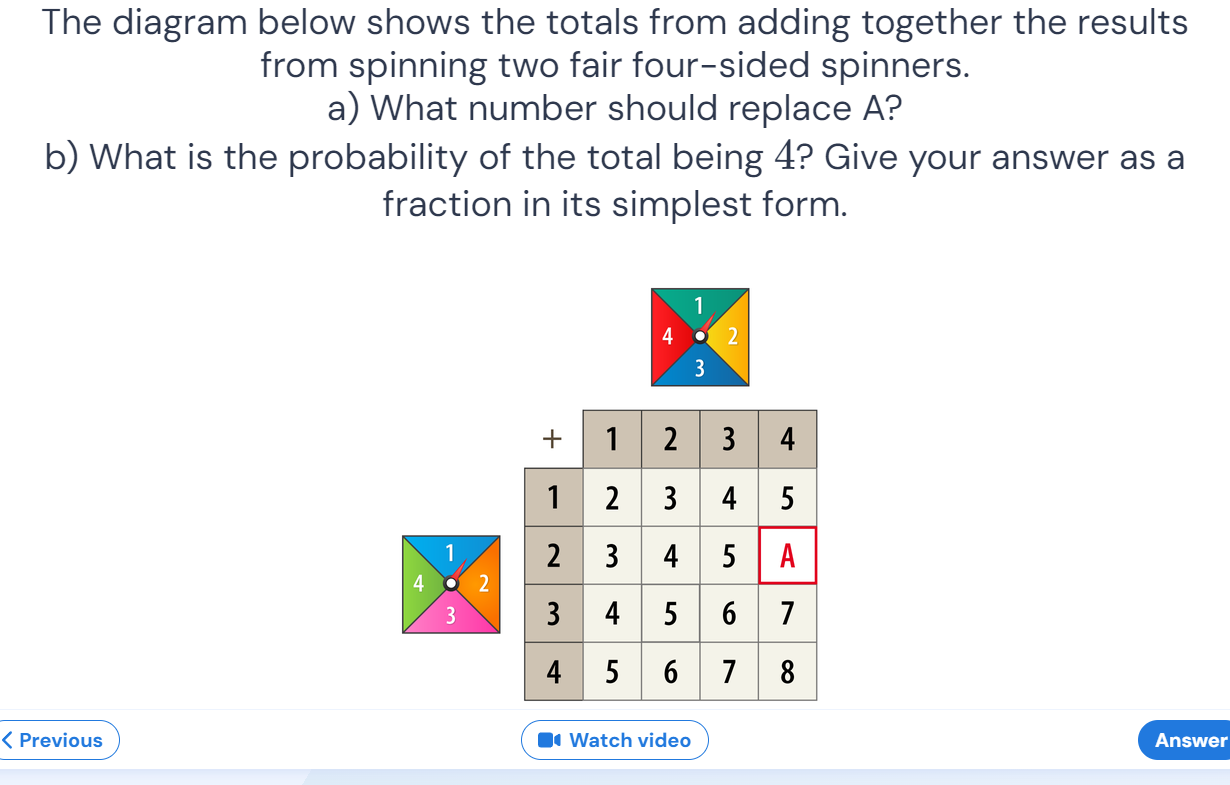 The diagram below shows the totals from adding together the results
from spinning two fair four-sided spinners.
a) What number should replace A?
b) What is the probability of the total being 4? Give your answer as a
fraction in its simplest form.
1
4 2
3
+ 1 2 3 4
1 2 3 4 5
2 3 4 5 A
3 4 5 6 7
4 5 6 7 8
1
4 2
3
Previous
Watch video
Answer